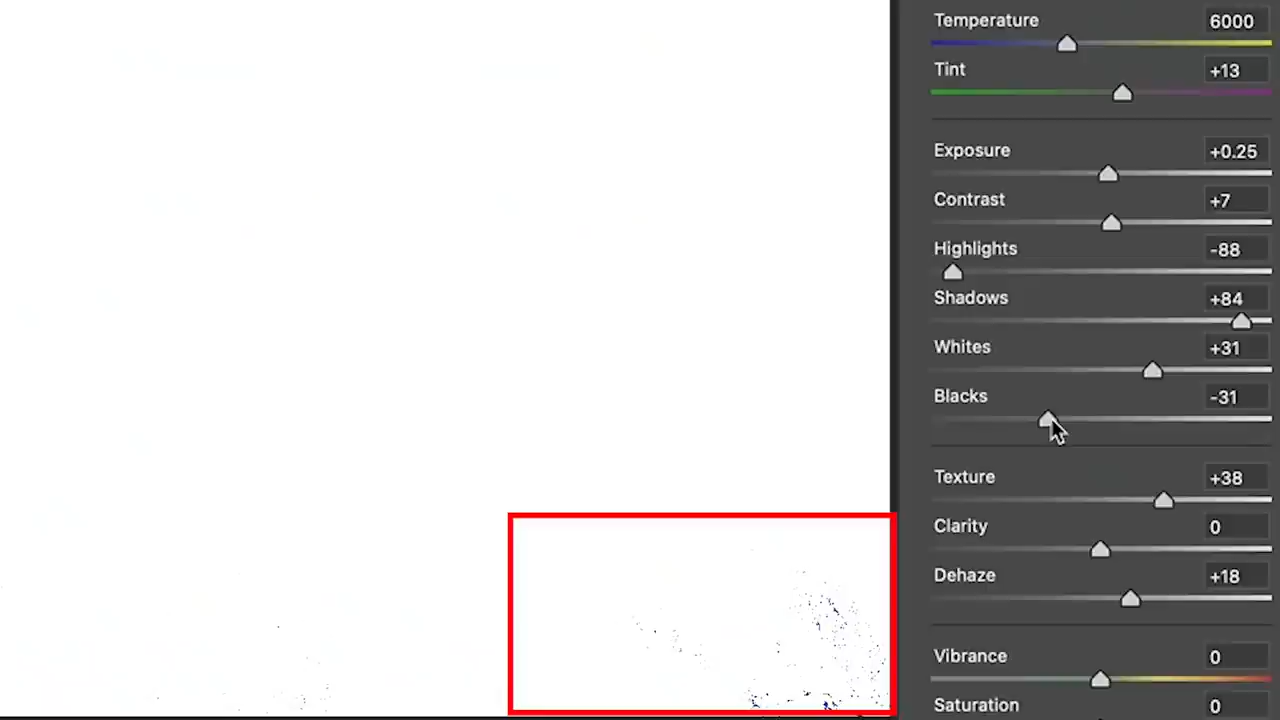 Temperature 6000
Tint +13
Exposure +0.25
Contrast +7
Highlights -88
Shadows +84
Whites +31
Blacks -31
Texture +38
Clarity 0
Dehaze +18
Vibrance 0
Saturation 0